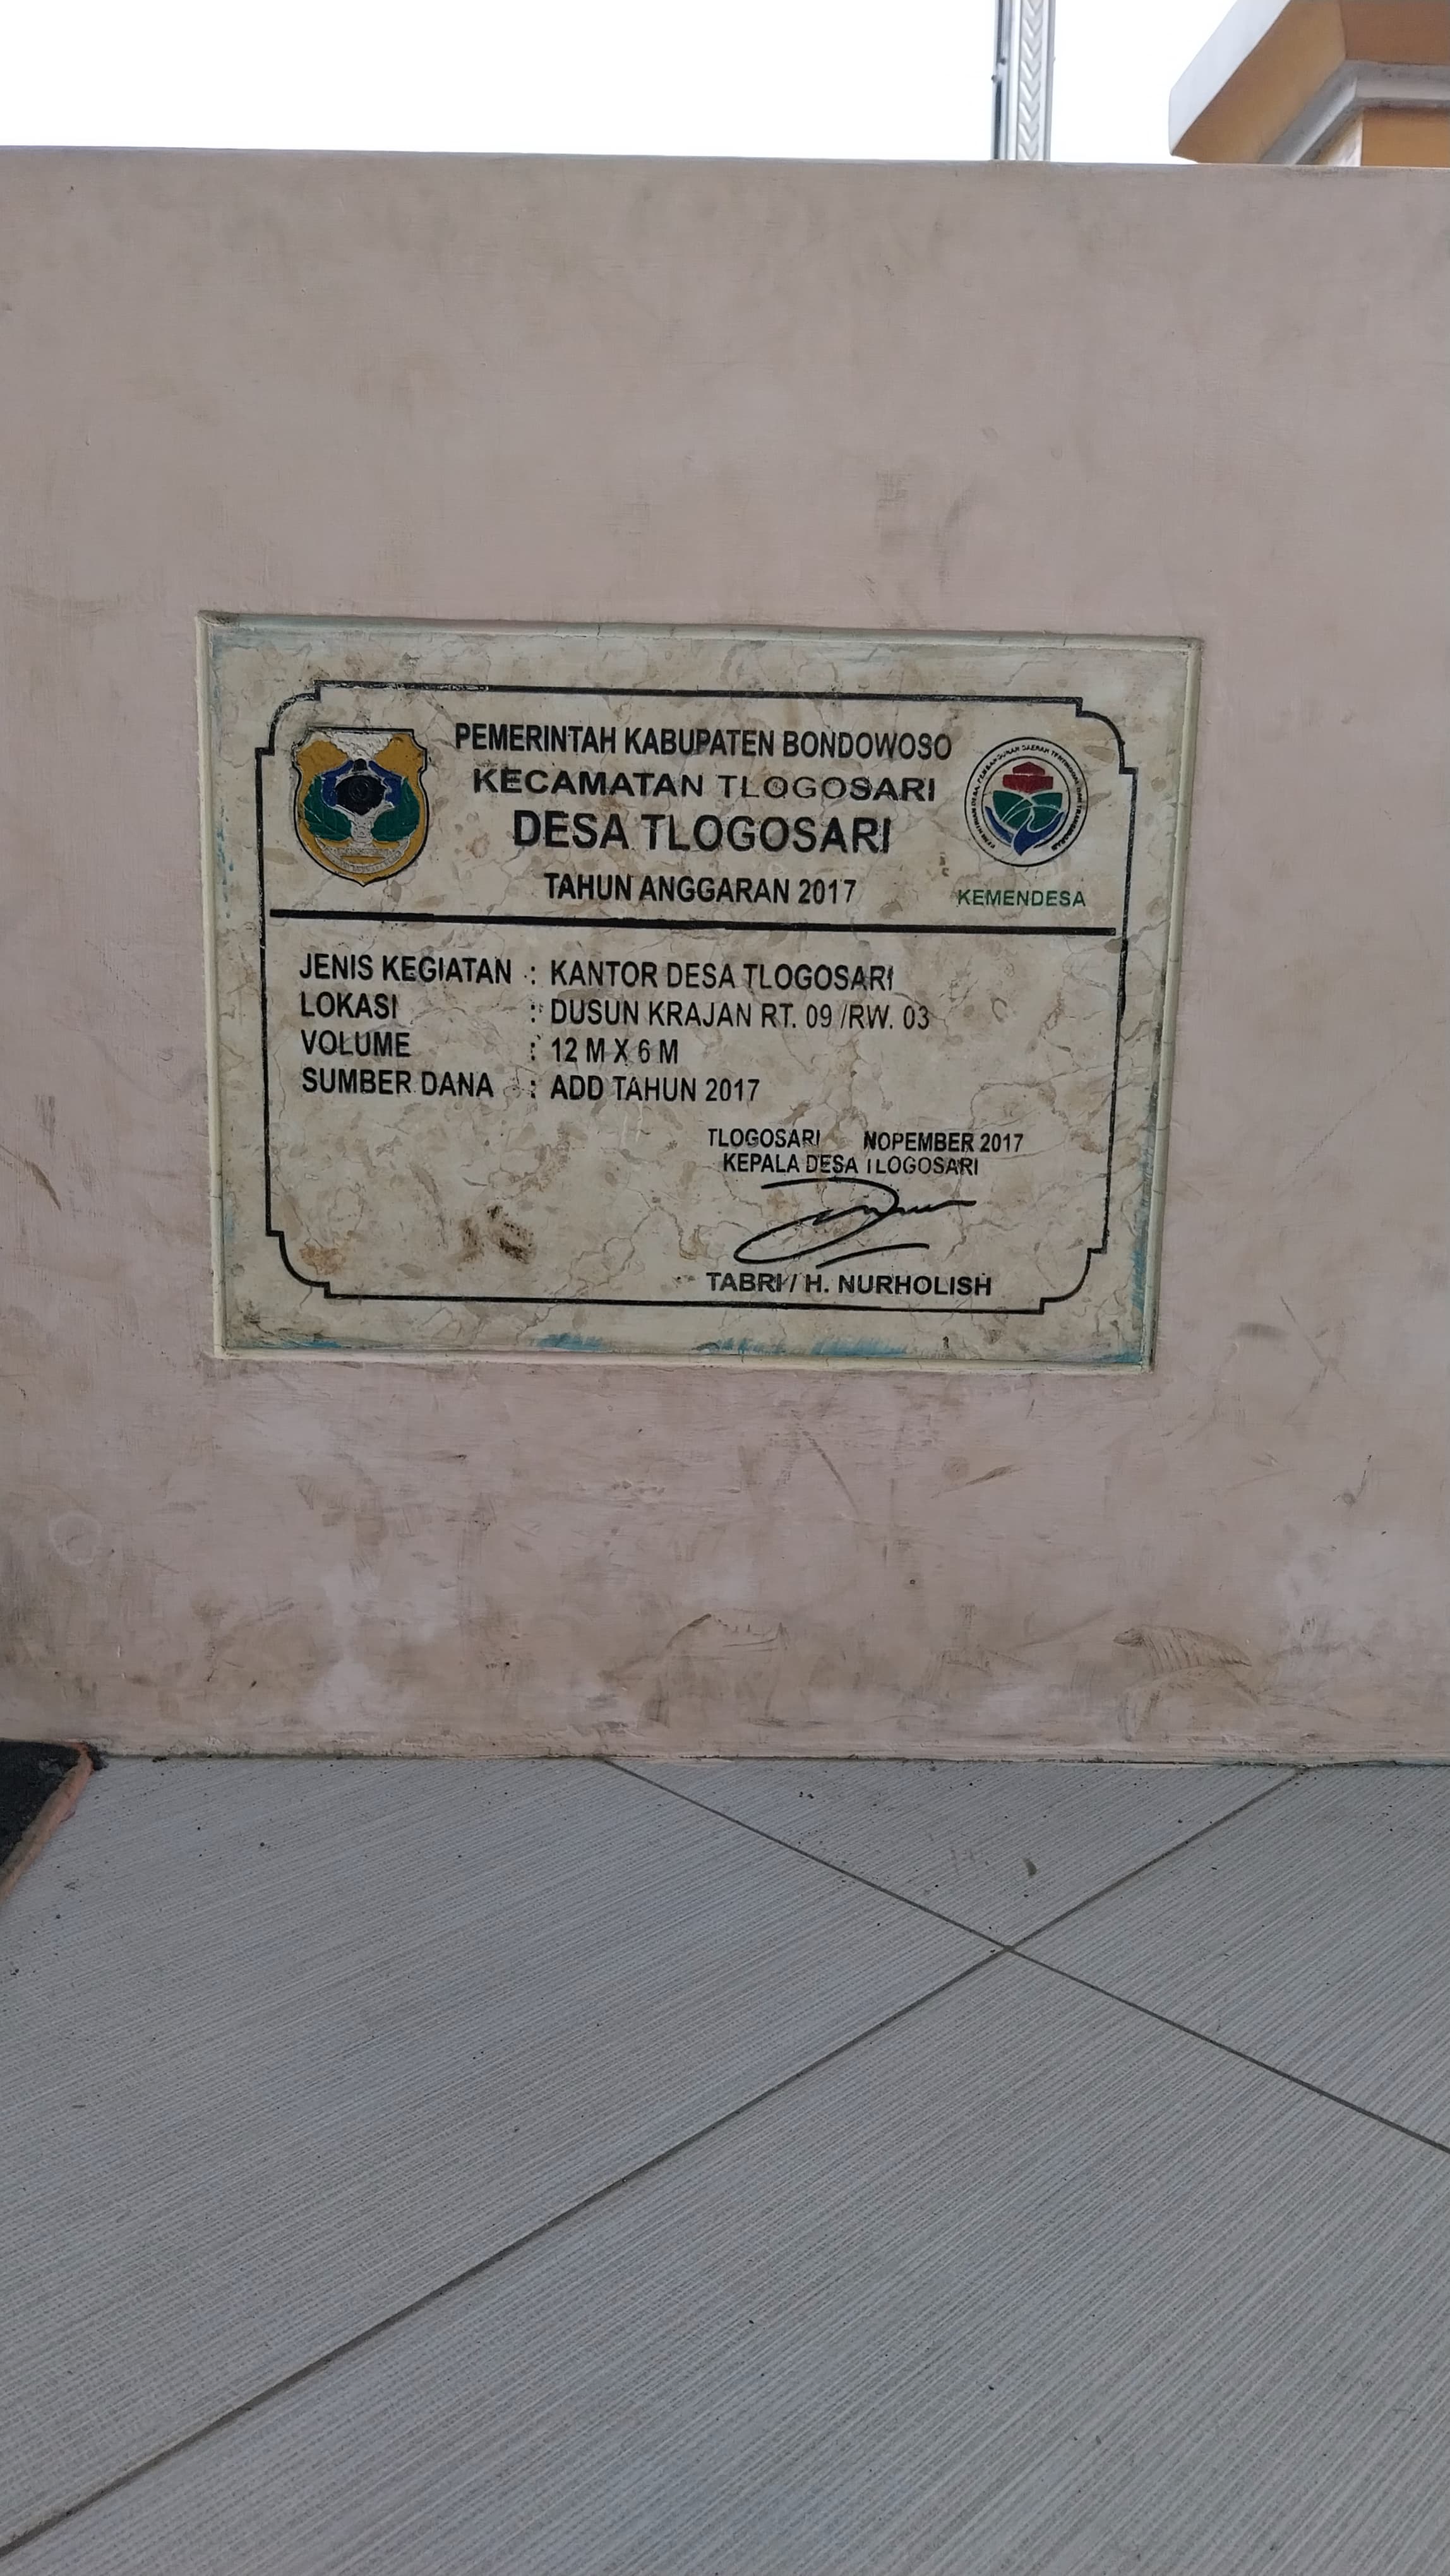 PEMERINTAH KABUPATEN BONDOWOSO
KECAMATAN TLOGOSARI
DESA TLOGOSARI
TAHUN ANGGARAN 2017
KEMENDESA
JENIS KEGIATAN : KANTOR DESA TLOGOSARI
LOKASI : DUSUN KRAJAN RT. 09 /RW. 03
VOLUME : 12 M X 6 M
SUMBER DANA : ADD TAHUN 2017
TLOGOSARI NOPEMBER 2017
KEPALA DESA TLOGOSARI
TABRI / H. NURHOLISH